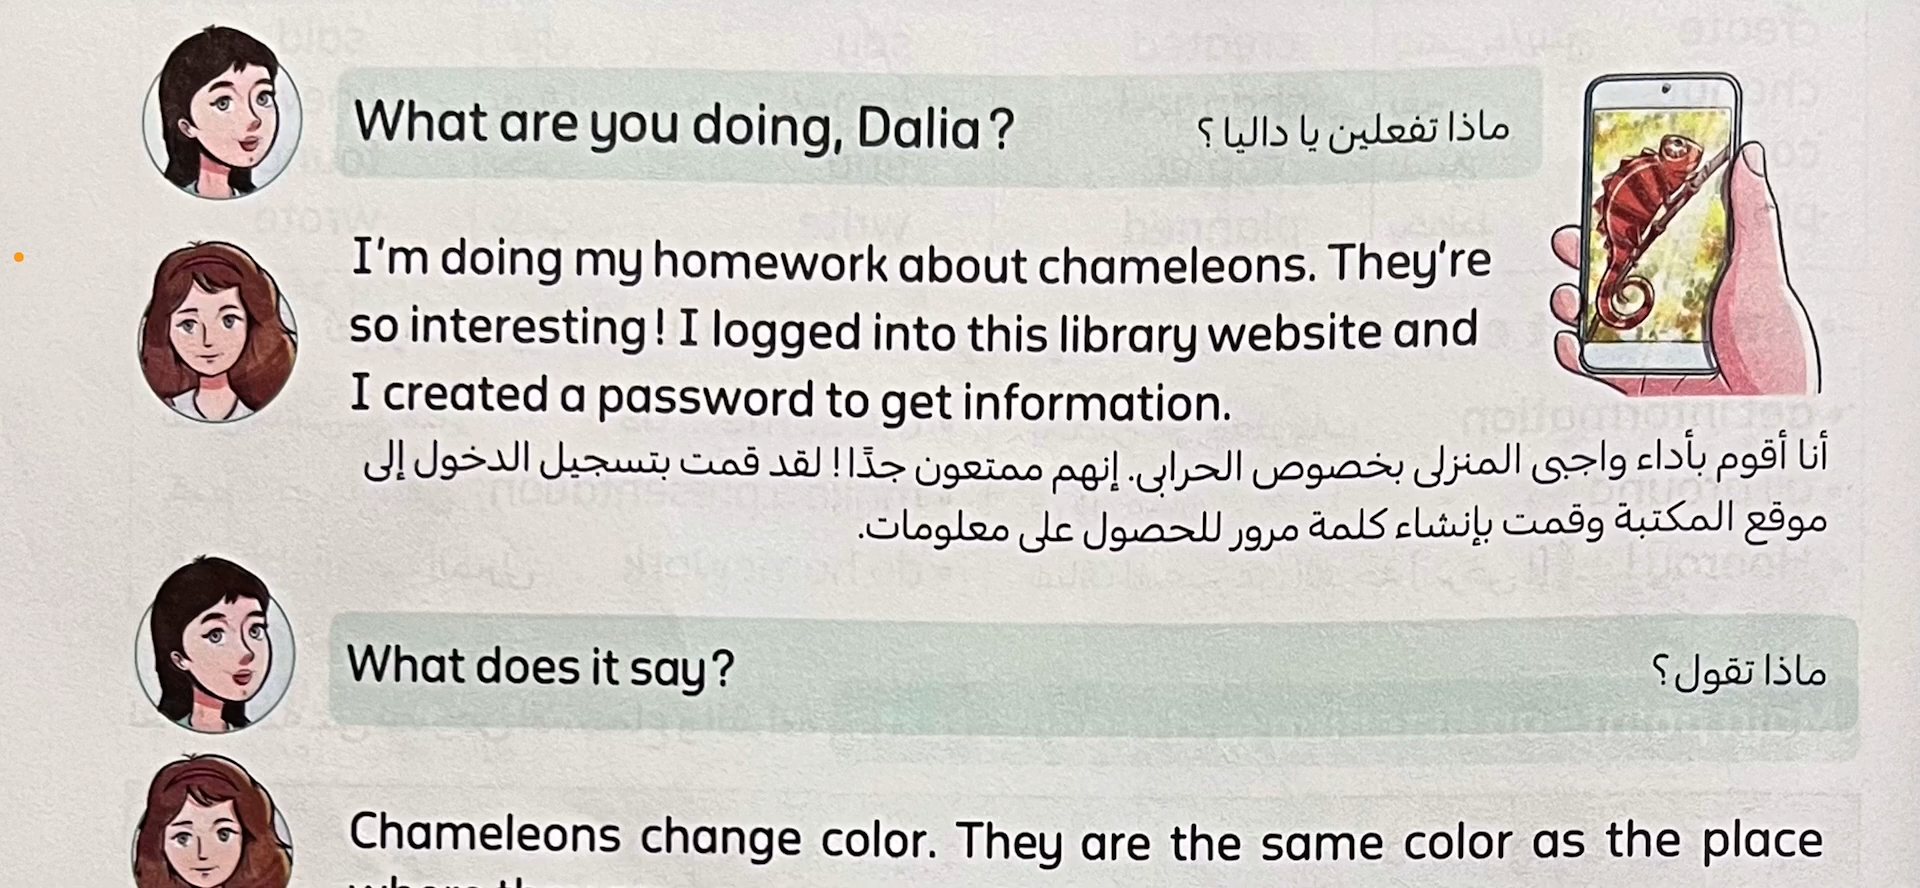 What are you doing, Dalia?
ماذا تفعلين يا داليا ؟
I'm doing my homework about chameleons. They're
so interesting! I logged into this library website and
I created a password to get information.
أنا أقوم بأداء واجبى المنزلى بخصوص الحرابى. إنهم ممتعون جدًا! لقد قمت بتسجيل الدخول إلى
موقع المكتبة وقمت بإنشاء كلمة مرور للحصول على معلومات.
What does it say?
ماذا تقول؟
Chameleons change color. They are the same color as the place